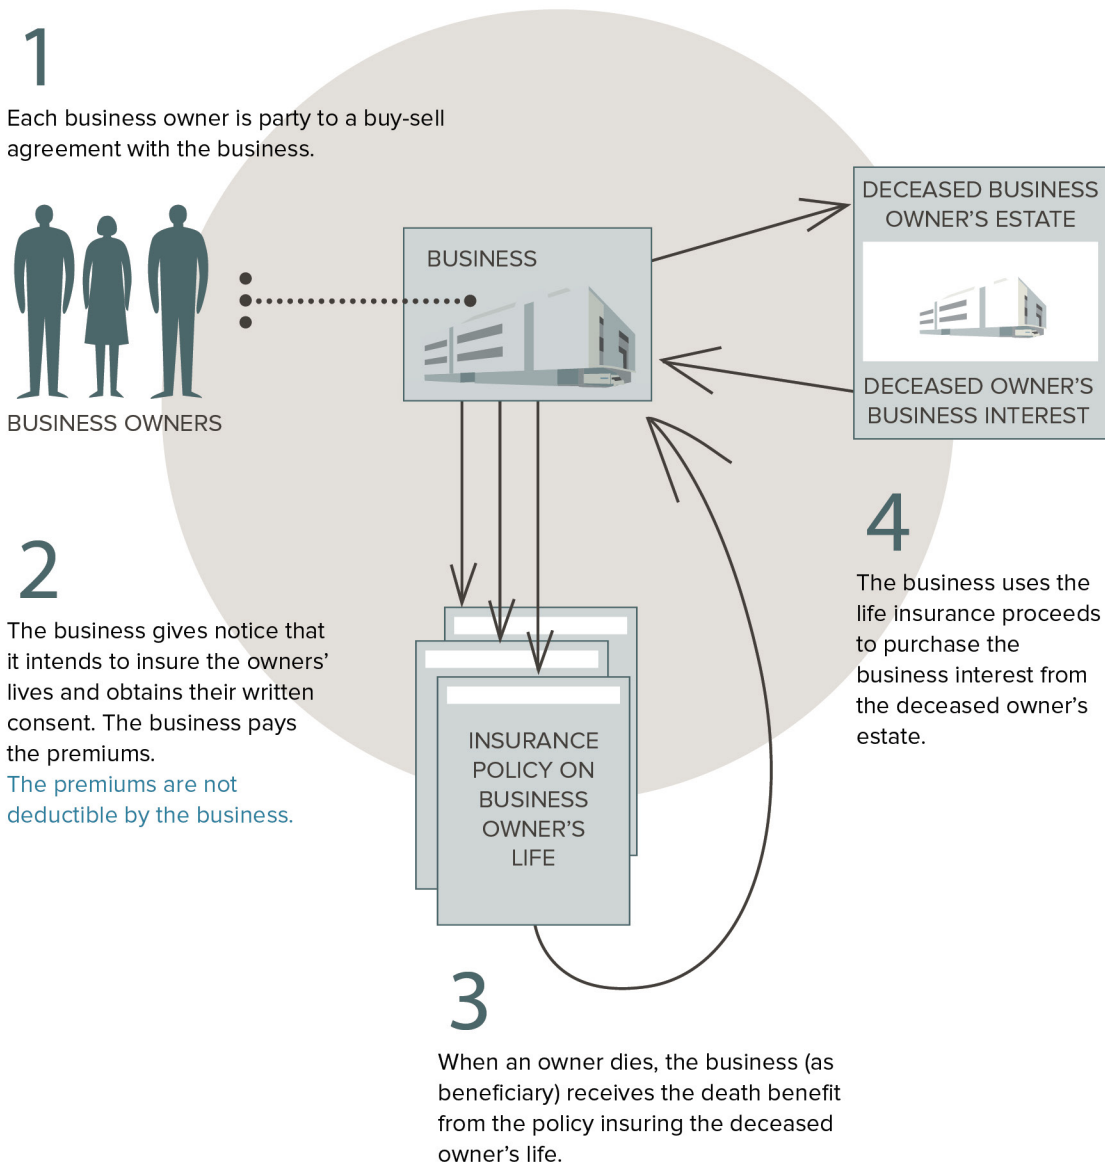 1
Each business owner is party to a buy-sell
agreement with the business.
BUSINESS OWNERS
BUSINESS
DECEASED BUSINESS
OWNER’S ESTATE
DECEASED OWNER’S
BUSINESS INTEREST
2
The business gives notice that
it intends to insure the owners’
lives and obtains their written
consent. The business pays
the premiums.
The premiums are not
deductible by the business.
INSURANCE
POLICY ON
BUSINESS
OWNER’S
LIFE
3
When an owner dies, the business (as
beneficiary) receives the death benefit
from the policy insuring the deceased
owner’s life.
4
The business uses the
life insurance proceeds
to purchase the
business interest from
the deceased owner’s
estate.